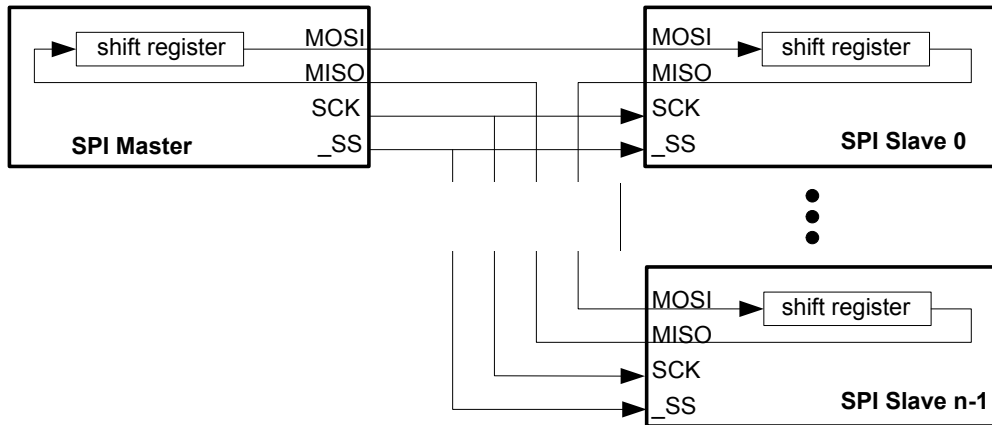 shift register
MOSI
MISO
SCK
_SS
SPI Master
MOSI
shift register
MISO
SCK
_SS
SPI Slave 0
MOSI
shift register
MISO
SCK
_SS
SPI Slave n-1